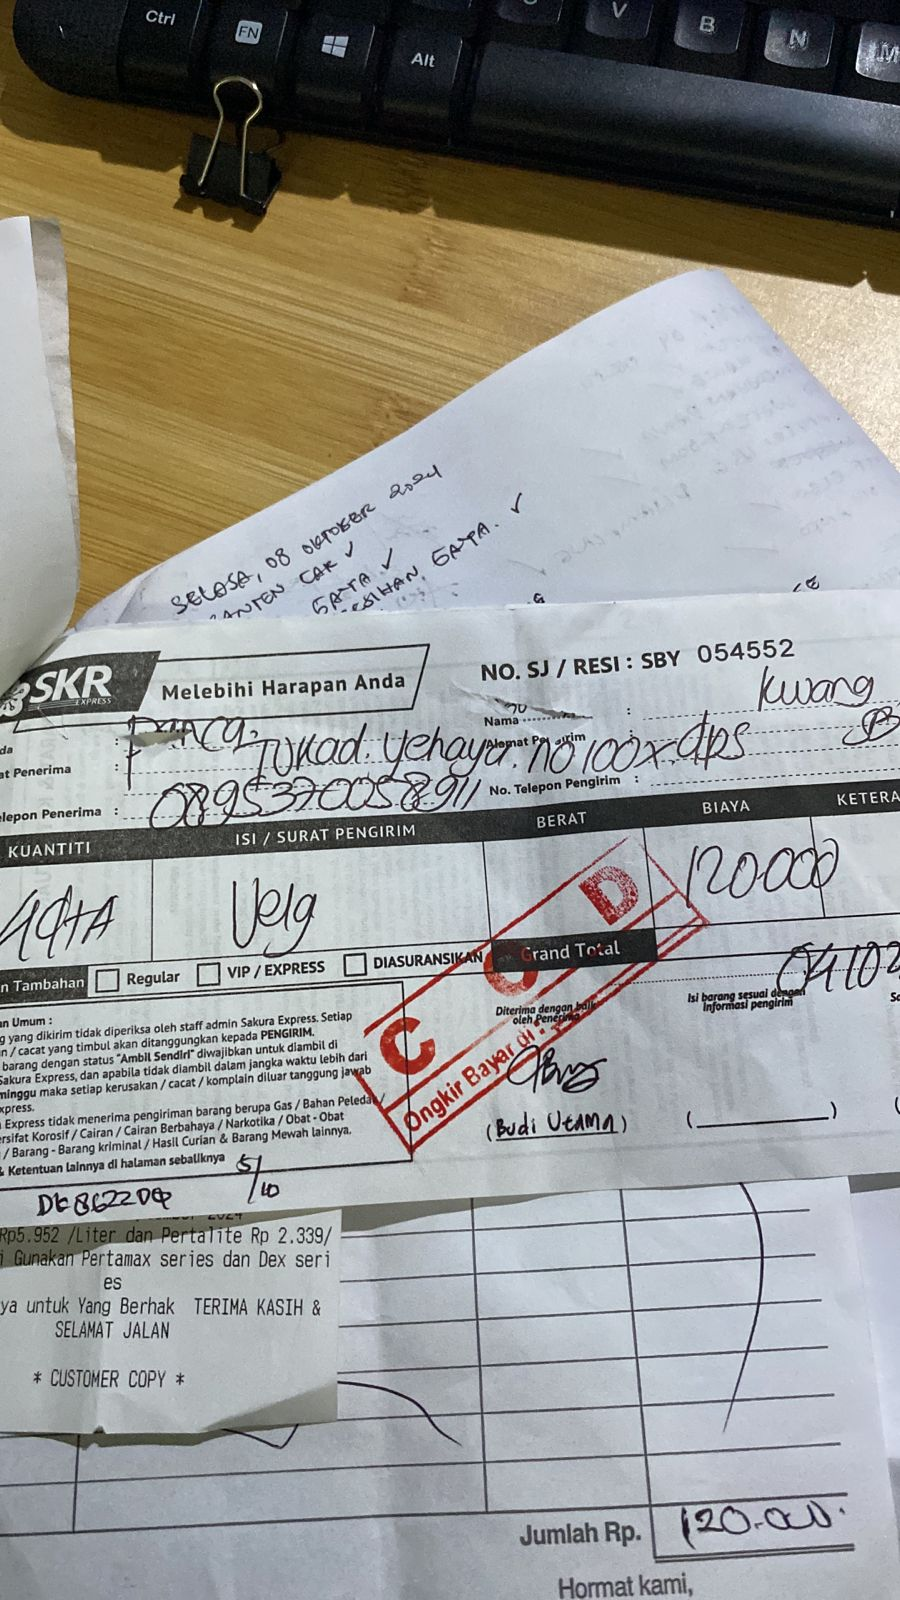 Ctrl
FN
Alt
V
B
N
M
SELASA, 08 OKTOBER 2024
BANTEN CAK ✓
GAYA ✓
GAYA. ✓
SKR
EXPRESS
Melebihi Harapan Anda
NO. SJ / RESI : SBY 054552
Nama : Kwang
Alamat Pengirim
at Penerima : Tukad. Yehaya. no 100x. dps
elepon Penerima : 0895370058911
No. Telepon Pengirim :
KUANTITI
ISI / SURAT PENGIRIM
BERAT
BIAYA
KETERA
Velg
120.000
n Tambahan
Regular
VIP / EXPRESS
DIASURANSIKAN
Grand Total
COD
Ongkir Bayar di :
an Umum :
g yang dikirim tidak diperiksa oleh staff admin Sakura Express. Setiap
n / cacat yang timbul akan ditanggungkan kepada PENGIRIM.
barang dengan status "Ambil Sendiri" diwajibkan untuk diambil di
Sakura Express, dan apabila tidak diambil dalam jangka waktu lebih dari
minggu maka setiap kerusakan / cacat / komplain diluar tanggung jawab
xpress.
Express tidak menerima pengiriman barang berupa Gas / Bahan Peledak /
ersifat Korosif / Cairan / Cairan Berbahaya / Narkotika / Obat - Obat
/ Barang - Barang kriminal / Hasil Curian & Barang Mewah lainnya.
& Ketentuan lainnya di halaman sebaliknya
Diterima dengan baik
oleh Penerima
(Budi Utama)
Isi barang sesuai dengan
informasi pengirim
04102
5/10
DK8622DQ
Rp5.952 /Liter dan Pertalite Rp 2.339/
i Gunakan Pertamax series dan Dex seri
es
ya untuk Yang Berhak TERIMA KASIH &
SELAMAT JALAN
* CUSTOMER COPY *
Jumlah Rp. 120.000.
Hormat kami,